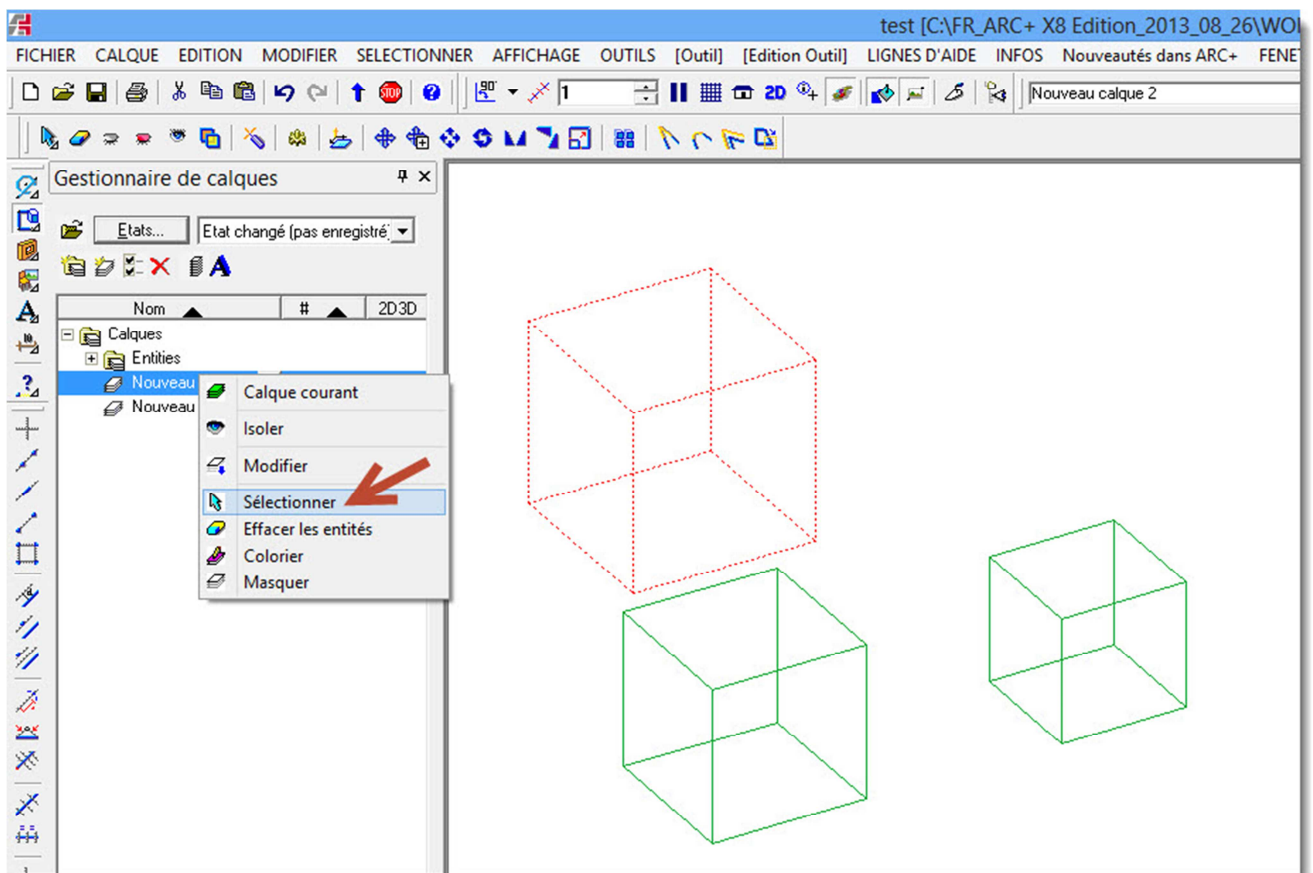 test [C:\FR_ARC+ X8 Edition_2013_08_26\WO
FICHIER CALQUE EDITION MODIFIER SELECTIONNER AFFICHAGE OUTILS [Outil] [Edition Outil] LIGNES D'AIDE INFOS Nouveautés dans ARC+ FENE
STOP ? 90° 1 2D Nouveau calque 2
Gestionnaire de calques
Etats... Etat changé (pas enregistré)
Nom # 2D3D
Calques
Entities
Nouveau
Nouveau
Calque courant
Isoler
Modifier
Sélectionner
Effacer les entités
Colorier
Masquer